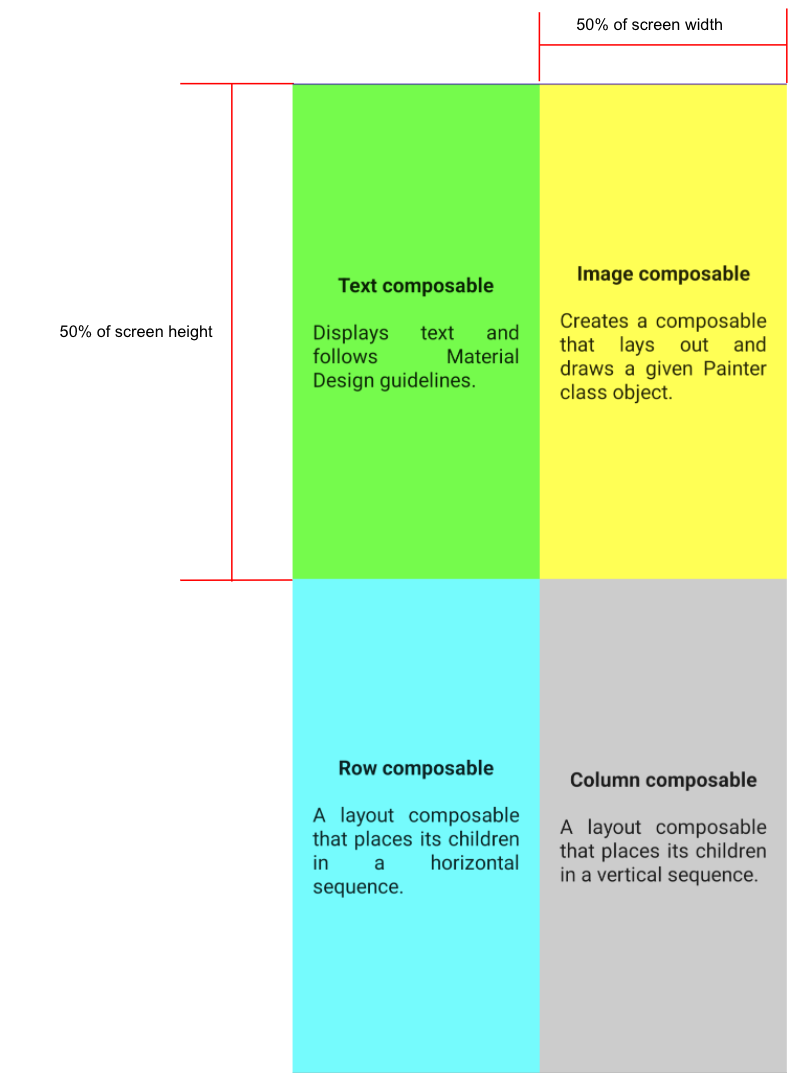 50% of screen width
50% of screen height
Text composable
Displays text and
follows Material
Design guidelines.
Image composable
Creates a composable
that lays out and
draws a given Painter
class object.
Row composable
A layout composable
that places its children
in a horizontal
sequence.
Column composable
A layout composable
that places its children
in a vertical sequence.